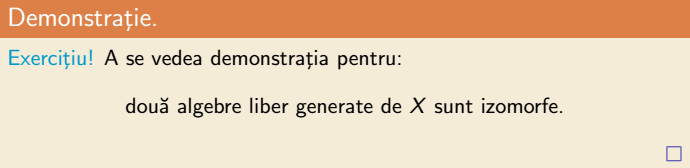 Demonstrație.
Exercițiu! A se vedea demonstrația pentru:
două algebre liber generate de X sunt izomorfe.